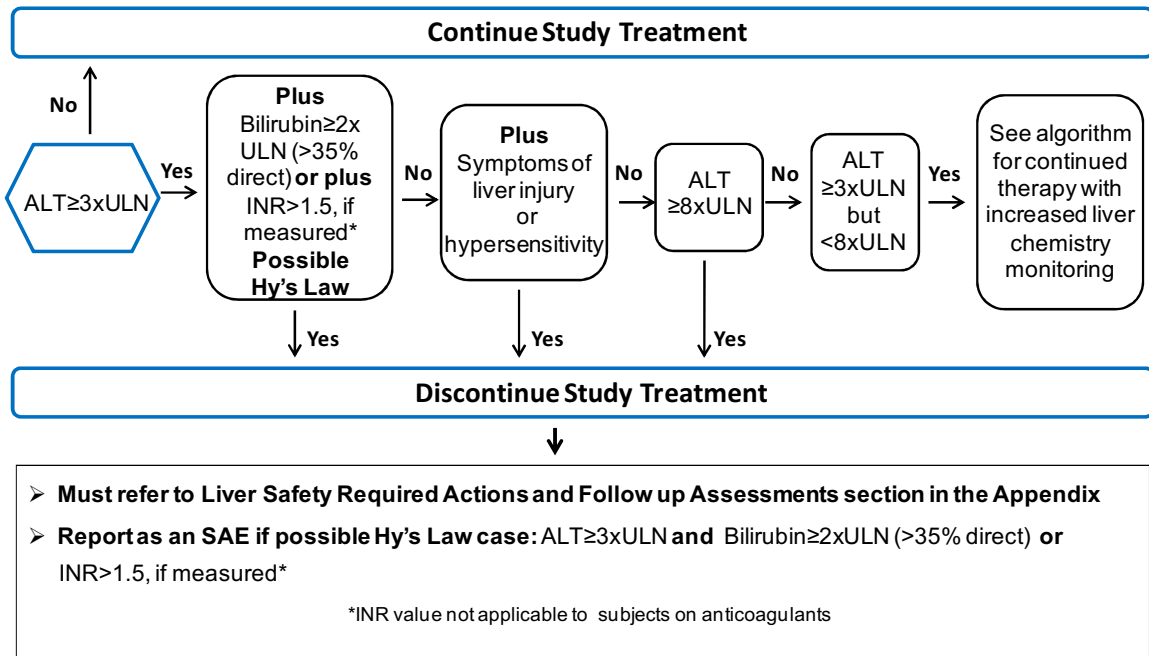 Continue Study Treatment
No
ALT≥3xULN
Yes
Plus
Bilirubin≥2x
ULN (>35%
direct) or plus
INR>1.5, if
measured*
Possible
Hy's Law
No
Plus
Symptoms of
liver injury
or
hypersensitivity
No
ALT
≥8xULN
No
ALT
≥3xULN
but
<8xULN
Yes
See algorithm
for continued
therapy with
increased liver
chemistry
monitoring
Yes
Yes
Yes
Discontinue Study Treatment
➢ Must refer to Liver Safety Required Actions and Follow up Assessments section in the Appendix
➢ Report as an SAE if possible Hy's Law case: ALT≥3xULN and Bilirubin≥2xULN (>35% direct) or
INR>1.5, if measured*
*INR value not applicable to subjects on anticoagulants